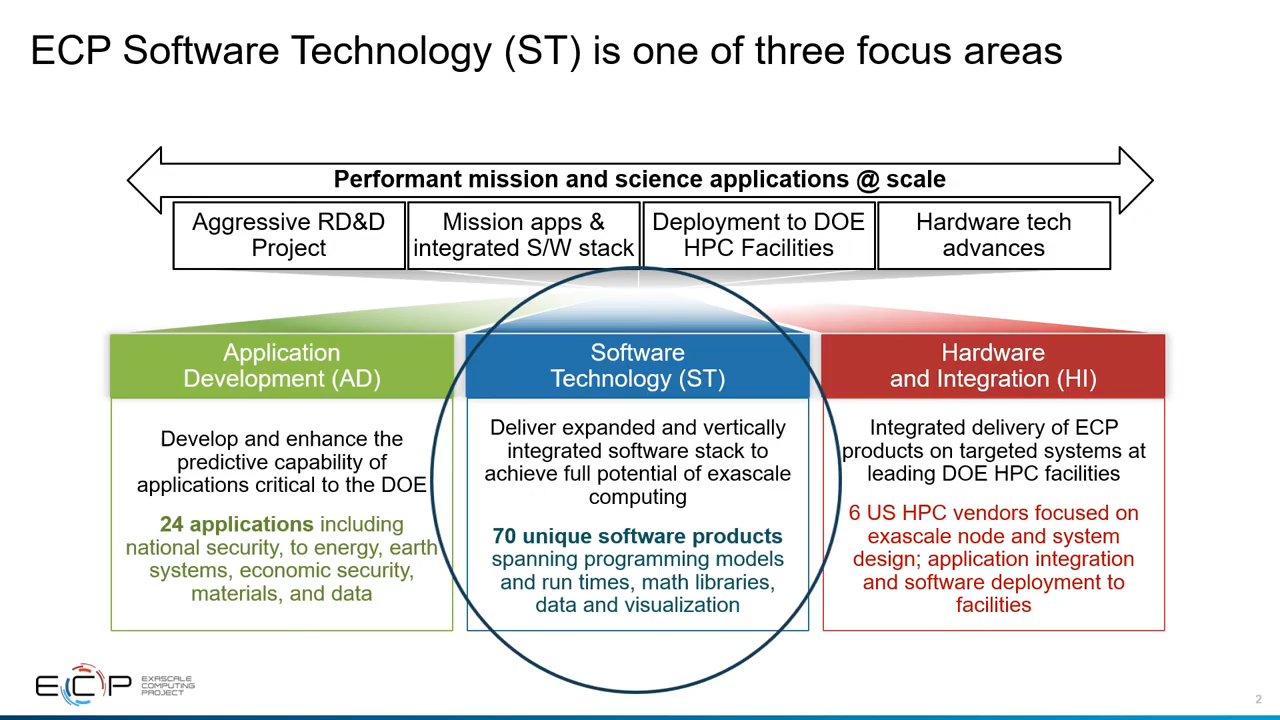 ECP Software Technology (ST) is one of three focus areas
Performant mission and science applications @ scale
Aggressive RD&D
Project
Mission apps &
integrated S/W stack
Deployment to DOE
HPC Facilities
Hardware tech
advances
Application
Development (AD)
Develop and enhance the
predictive capability of
applications critical to the DOE
24 applications including
national security, to energy, earth
systems, economic security,
materials, and data
Software
Technology (ST)
Deliver expanded and vertically
integrated software stack to
achieve full potential of exascale
computing
70 unique software products
spanning programming models
and run times, math libraries,
data and visualization
Hardware
and Integration (HI)
Integrated delivery of ECP
products on targeted systems at
leading DOE HPC facilities
6 US HPC vendors focused on
exascale node and system
design; application integration
and software deployment to
facilities
ECP
EXASCALE
COMPUTING
PROJECT
2